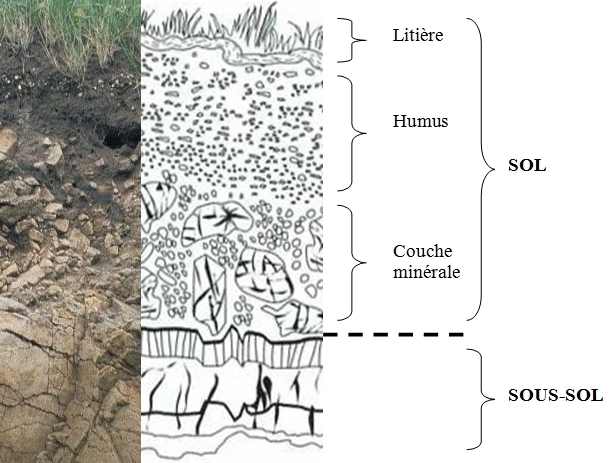 Litière
Humus
SOL
Couche
minérale
SOUS-SOL